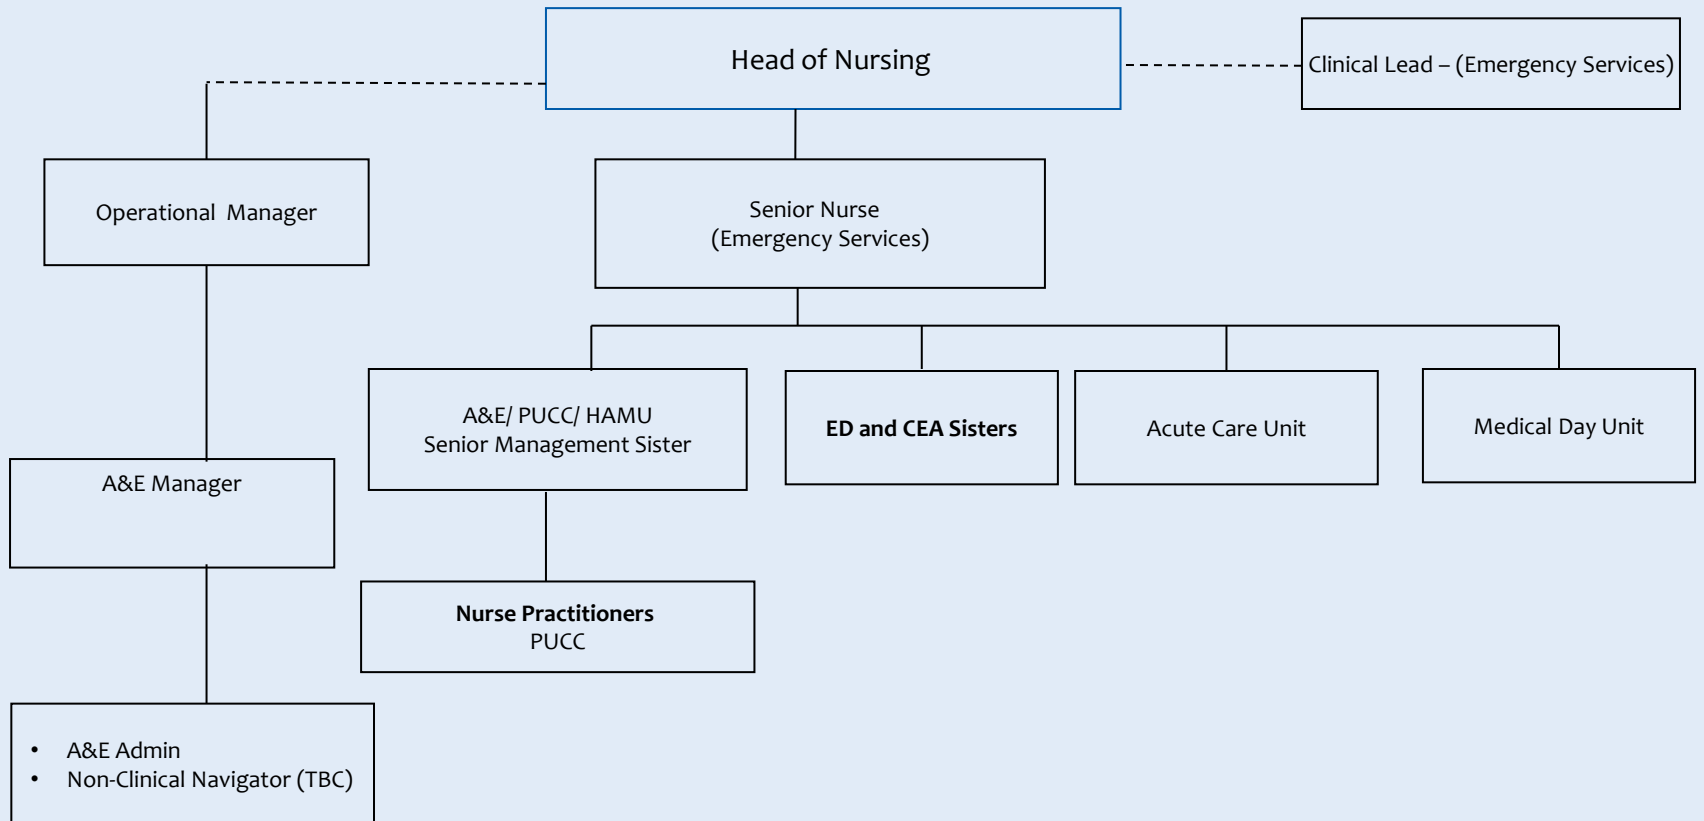 Head of Nursing
Clinical Lead – (Emergency Services)
Operational  Manager
Senior Nurse
(Emergency Services)
A&E/ PUCC/ HAMU
Senior Management Sister
ED and CEA Sisters
Acute Care Unit
Medical Day Unit
A&E Manager
Nurse Practitioners
PUCC
• A&E Admin
• Non-Clinical Navigator (TBC)